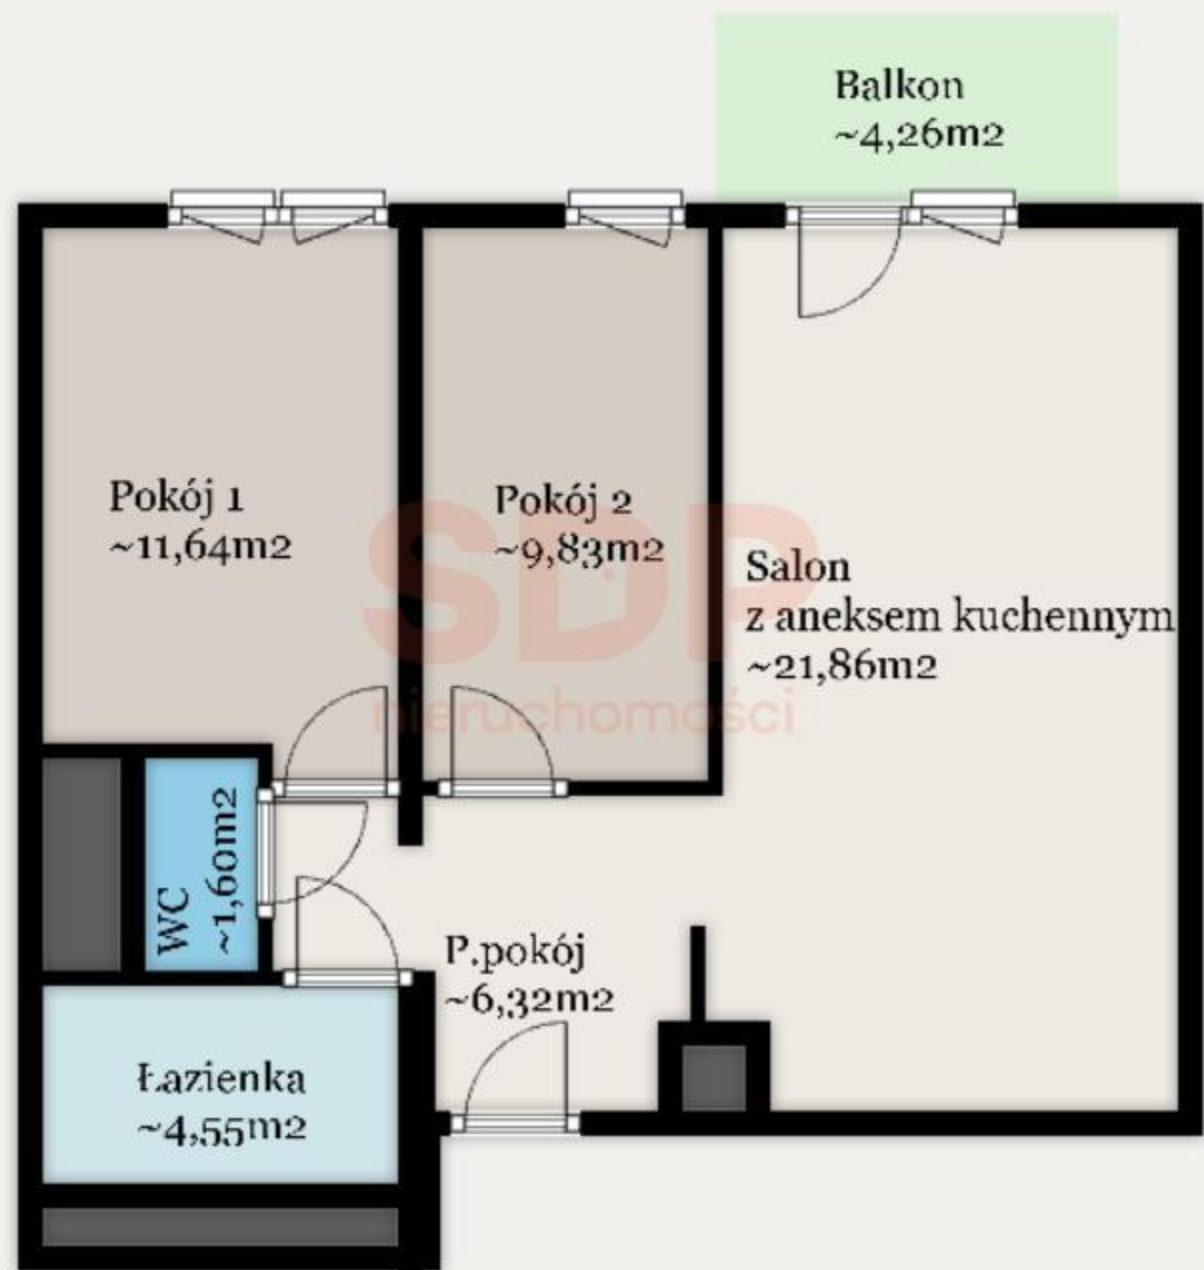 Balkon
~4,26m2
Pokój 1
~11,64m2
Pokój 2
~9,83m2
SDP
nieruchomości
Salon
z aneksem kuchennym
~21,86m2
WC
~1,60m2
P.pokój
~6,32m2
Łazienka
~4,55m2